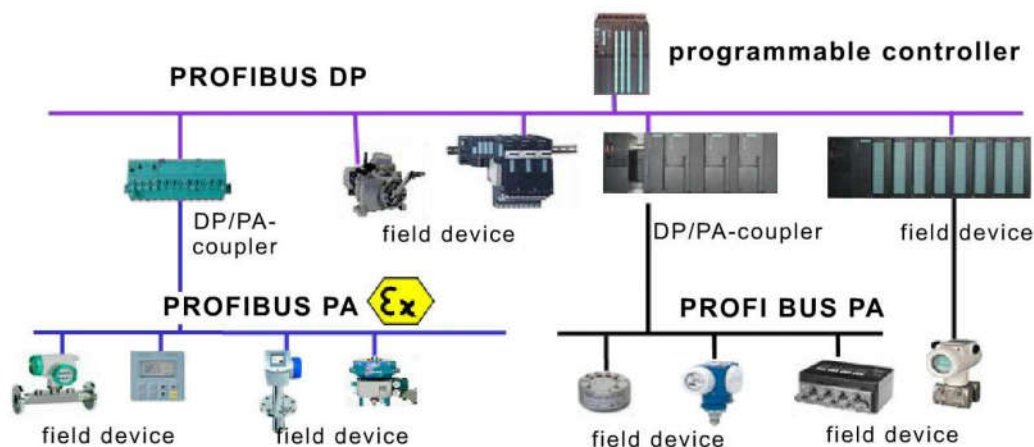 programmable controller
PROFIBUS DP
DP/PA-
coupler
field device
DP/PA-coupler
field device
PROFIBUS PA
εx
PROFI BUS PA
field device
field device
field device
field device